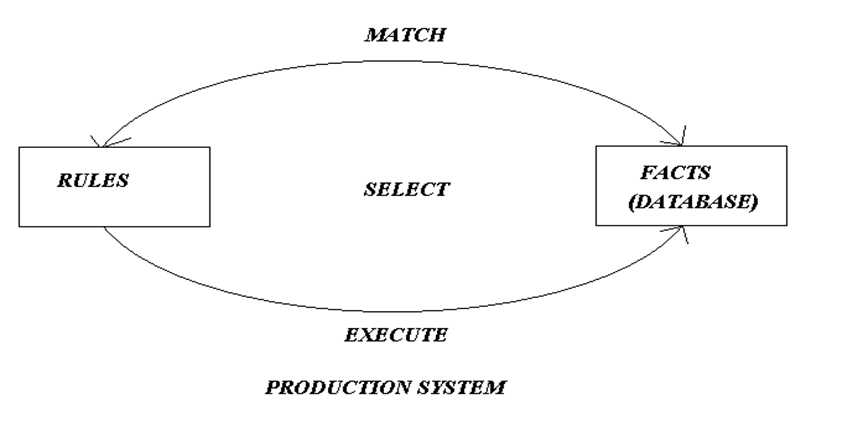 MATCH
RULES
SELECT
FACTS
(DATABASE)
EXECUTE
PRODUCTION SYSTEM